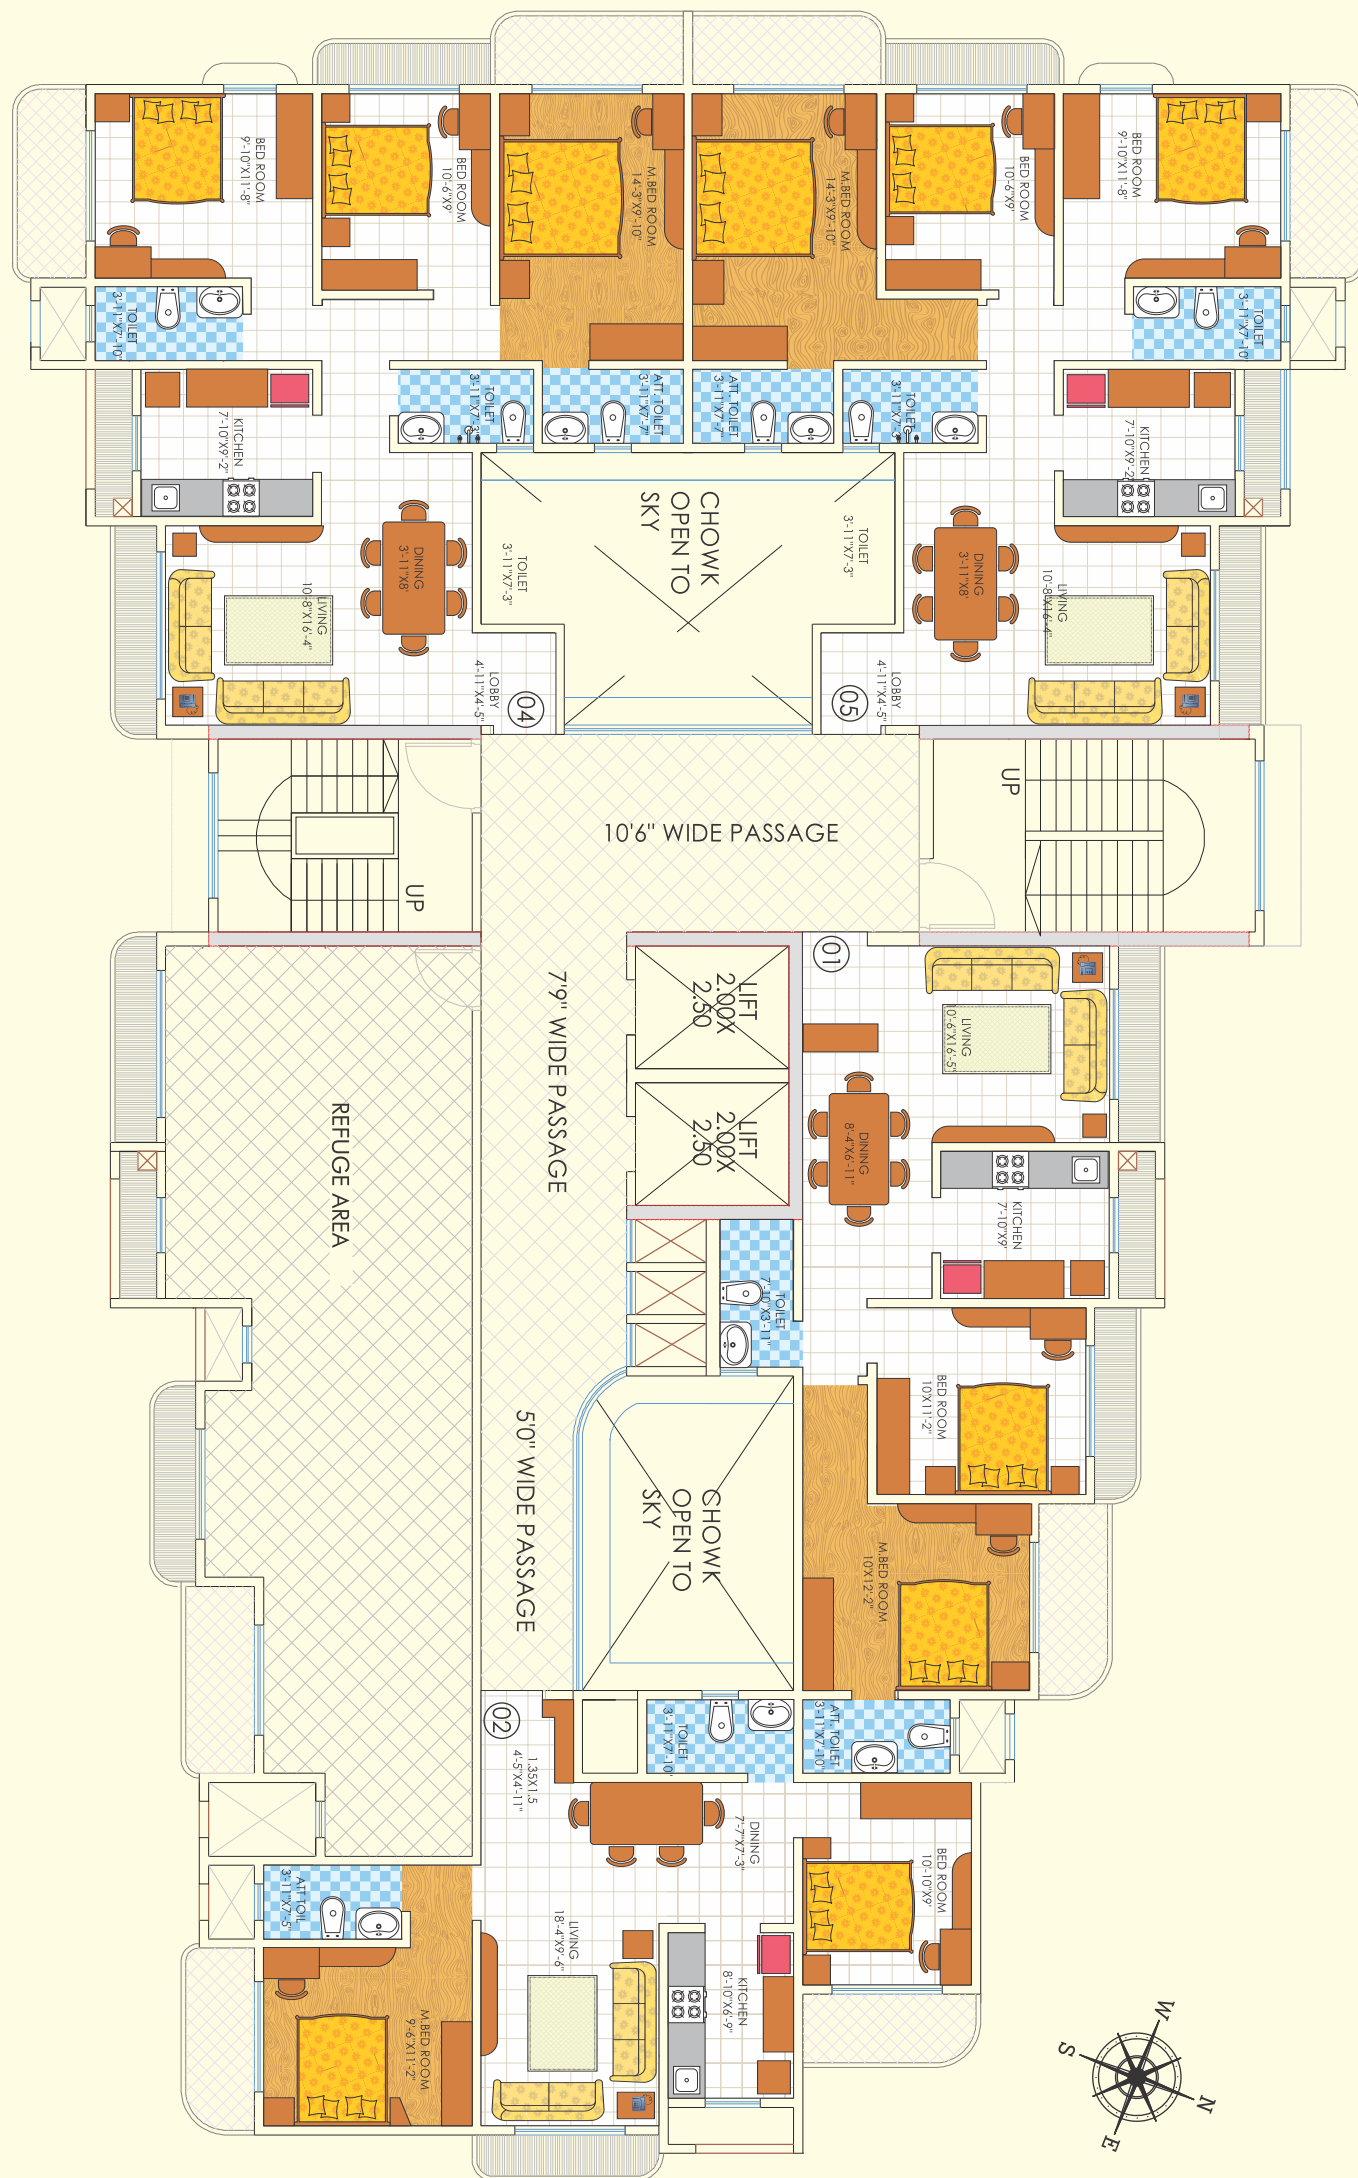 BED ROOM
9'-10"X11'-8"
BED ROOM
10'-6"X9'
M.BED ROOM
14'-3"X9'-10"
M.BED ROOM
14'-3"X9'-10"
BED ROOM
10'-6"X9'
BED ROOM
9'-10"X11'-8"
TOILET
3'-11"X7'-10"
TOILET
3'-11"X7'-3"
ATT. TOILET
3'-11"X7'-7"
ATT. TOILET
3'-11"X7'-7"
TOILET
3'-11"X7'-3"
TOILET
3'-11"X7'-10"
KITCHEN
7'-10"X9'-2"
KITCHEN
7'-10"X9'-2"
CHOWK
OPEN TO
SKY
TOILET
3'-11"X7'-3"
TOILET
3'-11"X7'-3"
DINING
3'-11"X8'
DINING
3'-11"X8'
LIVING
10'-8"X16'-4"
LIVING
10'-8"X16'-4"
LOBBY
4'-11"X4'-5"
04
LOBBY
4'-11"X4'-5"
05
UP
10'6" WIDE PASSAGE
UP
01
7'9" WIDE PASSAGE
LIFT
2.00X
2.50
LIFT
2.00X
2.50
LIVING
10'-6"X16'-5"
DINING
8'-4"X6'-11"
REFUGE AREA
KITCHEN
7'-10"X9'
TOILET
7'-10"X3'-11"
BED ROOM
10'X11'-2"
5'0" WIDE PASSAGE
CHOWK
OPEN TO
SKY
M.BED ROOM
10'X12'-2"
02
TOILET
3'-11"X7'-10"
ATT. TOILET
3'-11"X7'-10"
1.35X1.5
4'-5"X4'-11"
DINING
7'-7"X7'-3"
BED ROOM
10'-10"X9'
ATT.TOIL
3'-11"X7'-5"
LIVING
18'-4"X9'-6"
KITCHEN
8'-10"X6'-9"
M.BED ROOM
9'-6"X11'-2"
W
S
N
E